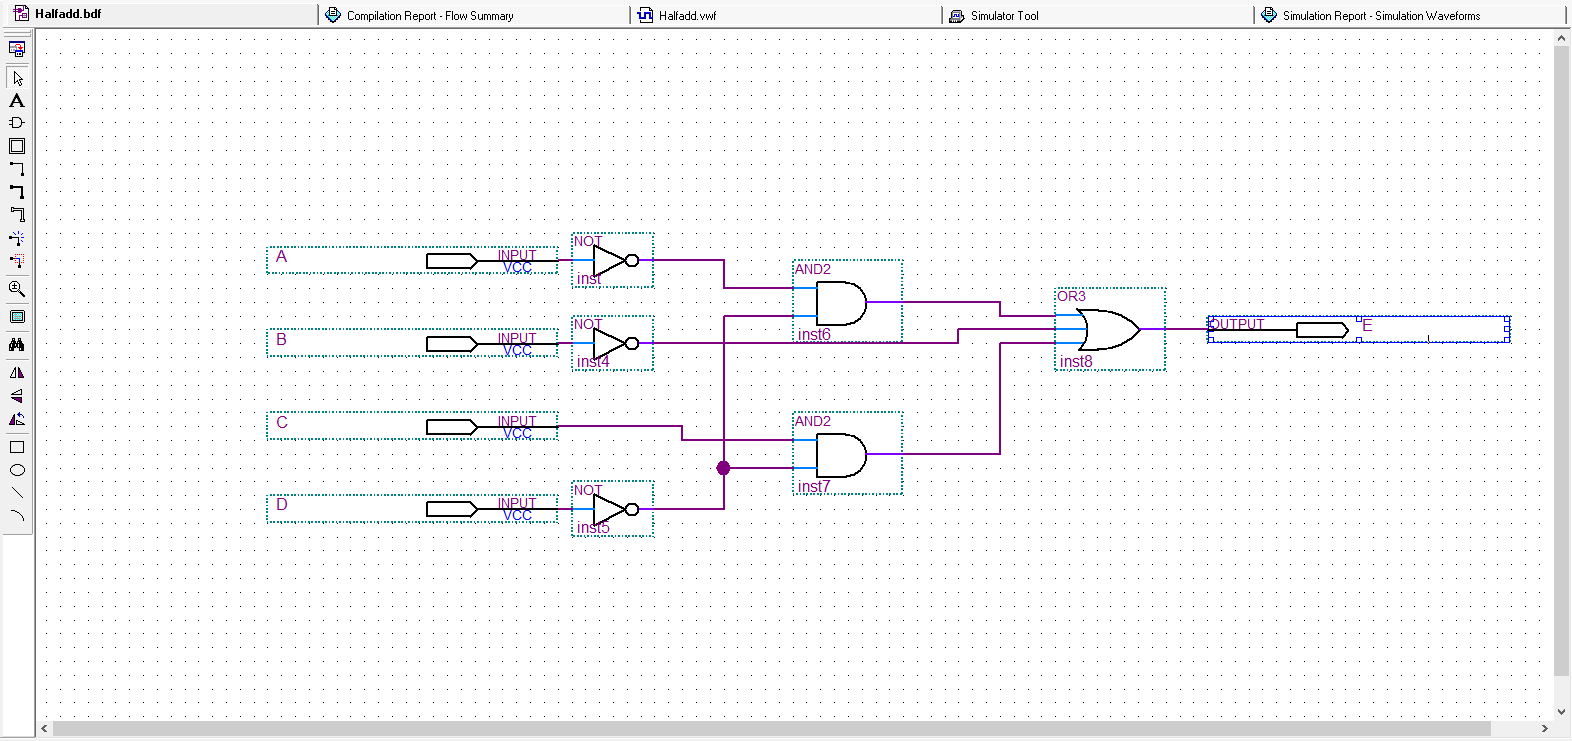 Halfadd.bdf
Compilation Report - Flow Summary
Halfadd.vwf
Simulator Tool
Simulation Report - Simulation Waveforms
A
INPUT
VCC
NOT
inst
AND2
inst6
B
INPUT
VCC
NOT
inst4
OR3
inst8
OUTPUT
E
C
INPUT
VCC
AND2
inst7
D
INPUT
VCC
NOT
inst5